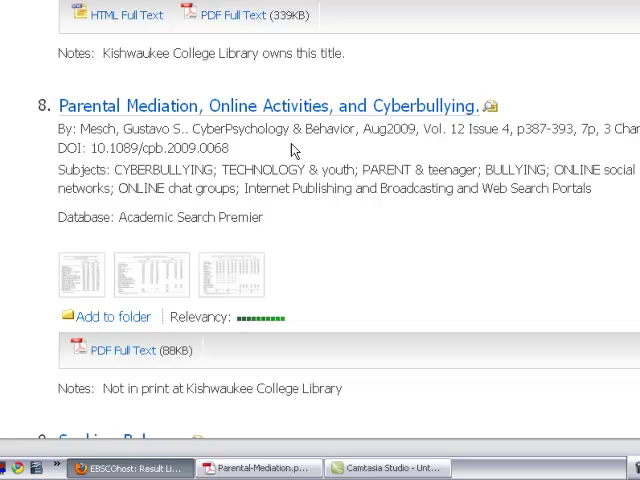 HTML Full Text PDF Full Text (339KB)
Notes: Kishwaukee College Library owns this title.
8. Parental Mediation, Online Activities, and Cyberbullying.
By: Mesch, Gustavo S.. CyberPsychology & Behavior, Aug2009, Vol. 12 Issue 4, p387-393, 7p, 3 Char
DOI: 10.1089/cpb.2009.0068
Subjects: CYBERBULLYING; TECHNOLOGY & youth; PARENT & teenager; BULLYING; ONLINE social
networks; ONLINE chat groups; Internet Publishing and Broadcasting and Web Search Portals
Database: Academic Search Premier
Add to folder Relevancy:
PDF Full Text (88KB)
Notes: Not in print at Kishwaukee College Library
» EBSCOhost: Result Li... Parental-Mediation.p... Camtasia Studio - Unt...